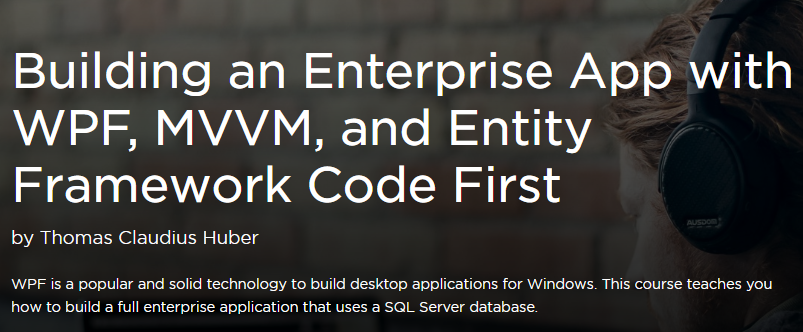 Building an Enterprise App with
WPF, MVVM, and Entity
Framework Code First
by Thomas Claudius Huber
WPF is a popular and solid technology to build desktop applications for Windows. This course teaches you
how to build a full enterprise application that uses a SQL Server database.
AUSDOM